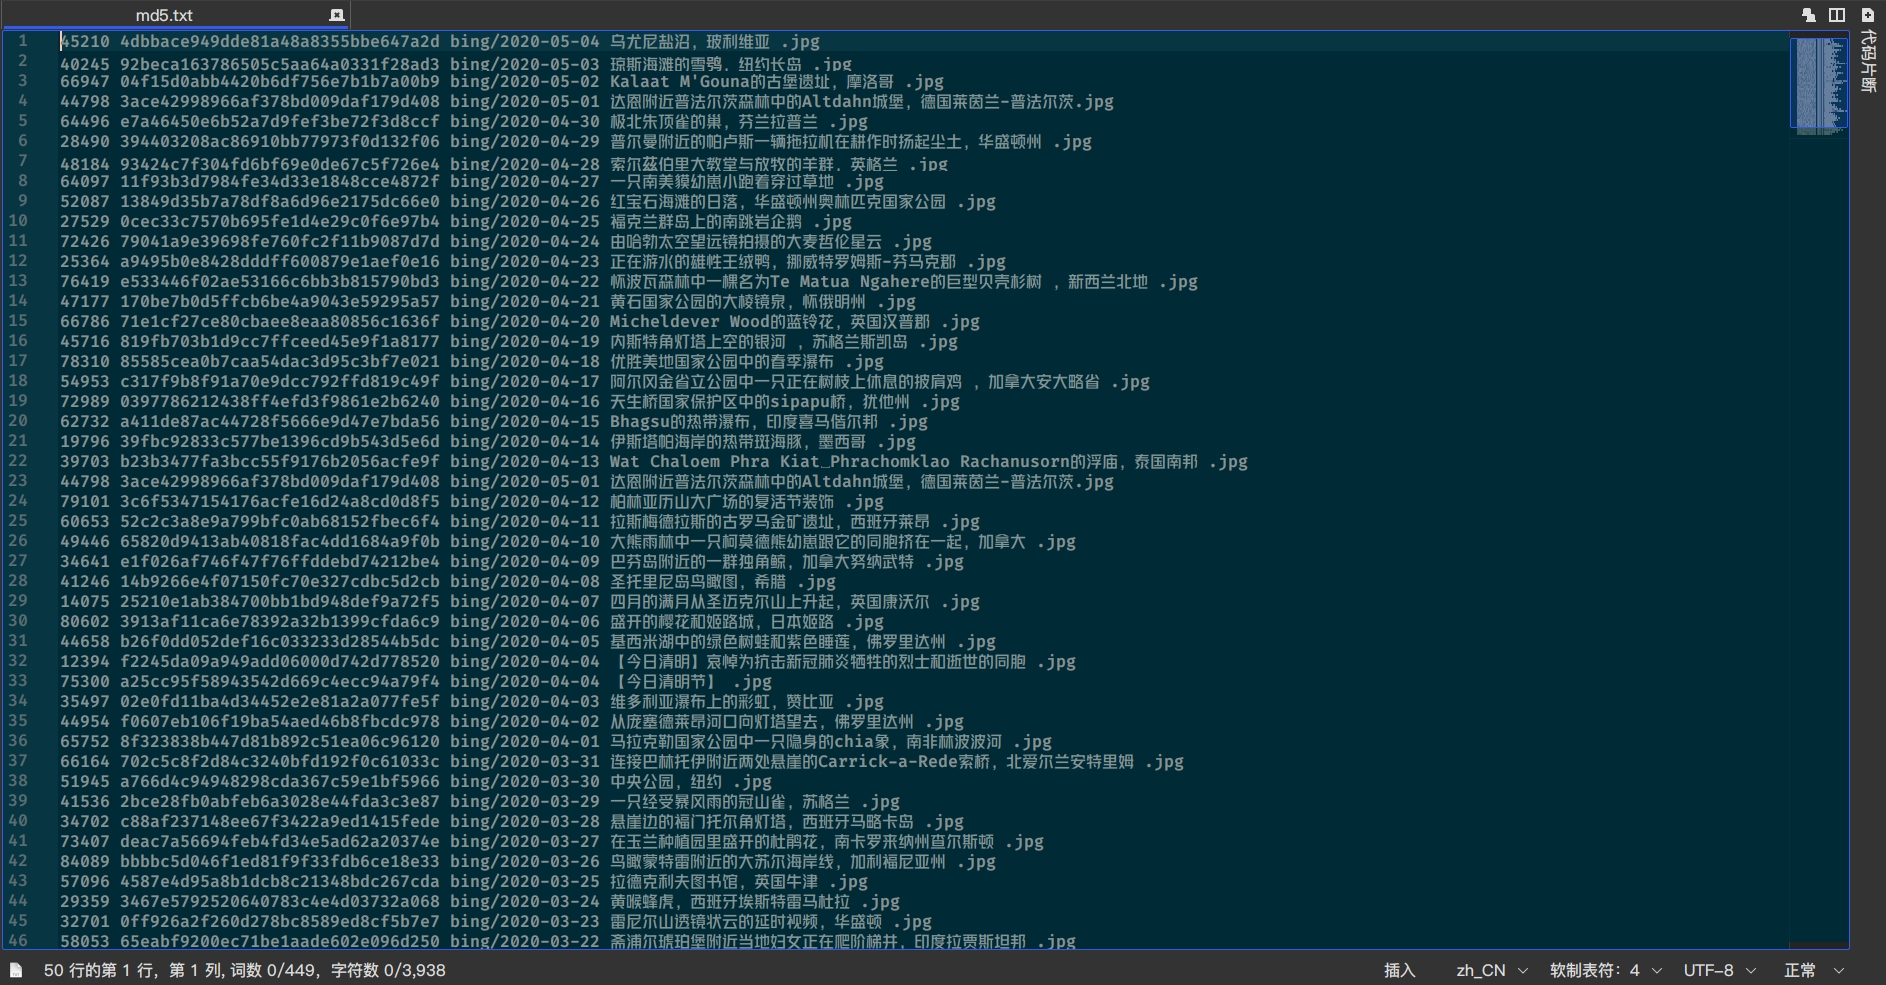 md5.txt
代码片断
1 45210 4dbbace949dde81a48a8355bbe647a2d bing/2020-05-04 乌尤尼盐沼，玻利维亚 .jpg
2 40245 92beca163786505c5aa64a0331f28ad3 bing/2020-05-03 琼斯海滩的雪鸮，纽约长岛 .jpg
3 66947 04f15d0abb4420b6df756e7b1b7a00b9 bing/2020-05-02 Kalaat M'Gouna的古堡遗址，摩洛哥 .jpg
4 44798 3ace42998966af378bd009daf179d408 bing/2020-05-01 达恩附近普法尔茨森林中的Altdahn城堡，德国莱茵兰-普法尔茨.jpg
5 64496 e7a46450e6b52a7d9fef3be72f3d8ccf bing/2020-04-30 极北朱顶雀的巢，芬兰拉普兰 .jpg
6 28490 394403208ac86910bb77973f0d132f06 bing/2020-04-29 普尔曼附近的帕卢斯一辆拖拉机在耕作时扬起尘土，华盛顿州 .jpg
7 48184 93424c7f304fd6bf69e0de67c5f726e4 bing/2020-04-28 索尔兹伯里大教堂与放牧的羊群，英格兰 .jpg
8 64097 11f93b3d7984fe34d33e1848cce4872f bing/2020-04-27 一只南美貘幼崽小跑着穿过草地 .jpg
9 52087 13849d35b7a78df8a6d96e2175dc66e0 bing/2020-04-26 红宝石海滩的日落，华盛顿州奥林匹克国家公园 .jpg
10 27529 0cec33c7570b695fe1d4e29c0f6e97b4 bing/2020-04-25 福克兰群岛上的南跳岩企鹅 .jpg
11 72426 79041a9e39698fe760fc2f11b9087d7d bing/2020-04-24 由哈勃太空望远镜拍摄的大麦哲伦星云 .jpg
12 25364 a9495b0e8428dddff600879e1aef0e16 bing/2020-04-23 正在游水的雄性王绒鸭，挪威特罗姆斯-芬马克郡 .jpg
13 76419 e533446f02ae53166c6bb3b815790bd3 bing/2020-04-22 怀波瓦森林中一棵名为Te Matua Ngahere的巨型贝壳杉树 ，新西兰北地 .jpg
14 47177 170be7b0d5ffcb6be4a9043e59295a57 bing/2020-04-21 黄石国家公园的大棱镜泉，怀俄明州 .jpg
15 66786 71e1cf27ce80cbaee8eaa80856c1636f bing/2020-04-20 Micheldever Wood的蓝铃花，英国汉普郡 .jpg
16 45716 819fb703b1d9cc7ffceed45e9f1a8177 bing/2020-04-19 内斯特角灯塔上空的银河 ，苏格兰斯凯岛 .jpg
17 78310 85585cea0b7caa54dac3d95c3bf7e021 bing/2020-04-18 优胜美地国家公园中的春季瀑布 .jpg
18 54953 c317f9b8f91a70e9dcc792ffd819c49f bing/2020-04-17 阿尔冈金省立公园中一只正在树枝上休息的披肩鸡 ，加拿大安大略省 .jpg
19 72989 0397786212438ff4efd3f9861e2b6240 bing/2020-04-16 天生桥国家保护区中的sipapu桥，犹他州 .jpg
20 62732 a411de87ac44728f5666e9d47e7bda56 bing/2020-04-15 Bhagsu的热带瀑布，印度喜马偕尔邦 .jpg
21 19796 39fbc92833c577be1396cd9b543d5e6d bing/2020-04-14 伊斯塔帕海岸的热带斑海豚，墨西哥 .jpg
22 39703 b23b3477fa3bcc55f9176b2056acfe9f bing/2020-04-13 Wat Chaloem Phra Kiat_Phrachomklao Rachanusorn的浮庙，泰国南邦 .jpg
23 44798 3ace42998966af378bd009daf179d408 bing/2020-05-01 达恩附近普法尔茨森林中的Altdahn城堡，德国莱茵兰-普法尔茨.jpg
24 79101 3c6f5347154176acfe16d24a8cd0d8f5 bing/2020-04-12 柏林亚历山大广场的复活节装饰 .jpg
25 60653 52c2c3a8e9a799bfc0ab68152fbec6f4 bing/2020-04-11 拉斯梅德拉斯的古罗马金矿遗址，西班牙莱昂 .jpg
26 49446 65820d9413ab40818fac4dd1684a9f0b bing/2020-04-10 大熊雨林中一只柯莫德熊幼崽跟它的同胞挤在一起，加拿大 .jpg
27 34641 e1f026af746f47f76ffddebd74212be4 bing/2020-04-09 巴芬岛附近的一群独角鲸，加拿大努纳武特 .jpg
28 41246 14b9266e4f07150fc70e327cdbc5d2cb bing/2020-04-08 圣托里尼岛鸟瞰图，希腊 .jpg
29 14075 25210e1ab384700bb1bd948def9a72f5 bing/2020-04-07 四月的满月从圣迈克尔山上升起，英国康沃尔 .jpg
30 80602 3913af11ca6e78392a32b1399cfda6c9 bing/2020-04-06 盛开的樱花和姬路城，日本姬路 .jpg
31 44658 b26f0dd052def16c033233d28544b5dc bing/2020-04-05 基西米湖中的绿色树蛙和紫色睡莲，佛罗里达州 .jpg
32 12394 f2245da09a949add06000d742d778520 bing/2020-04-04 【今日清明】哀悼为抗击新冠肺炎牺牲的烈士和逝世的同胞 .jpg
33 75300 a25cc95f58943542d669c4ecc94a79f4 bing/2020-04-04 【今日清明节】 .jpg
34 35497 02e0fd11ba4d34452e2e81a2a077fe5f bing/2020-04-03 维多利亚瀑布上的彩虹，赞比亚 .jpg
35 44954 f0607eb106f19ba54aed46b8fbcdc978 bing/2020-04-02 从庞塞德莱昂河口向灯塔望去，佛罗里达州 .jpg
36 65752 8f323838b447d81b892c51ea06c96120 bing/2020-04-01 马拉克勒国家公园中一只隐身的chia象，南非林波波河 .jpg
37 66164 702c5c8f2d84c3240bfd192f0c61033c bing/2020-03-31 连接巴林托伊附近两处悬崖的Carrick-a-Rede索桥，北爱尔兰安特里姆 .jpg
38 51945 a766d4c94948298cda367c59e1bf5966 bing/2020-03-30 中央公园，纽约 .jpg
39 41536 2bce28fb0abfeb6a3028e44fda3c3e87 bing/2020-03-29 一只经受暴风雨的冠山雀，苏格兰 .jpg
40 34702 c88af237148ee67f3422a9ed1415fede bing/2020-03-28 悬崖边的福门托尔角灯塔，西班牙马略卡岛 .jpg
41 73407 deac7a56694feb4fd34e5ad62a20374e bing/2020-03-27 在玉兰种植园里盛开的杜鹃花，南卡罗来纳州查尔斯顿 .jpg
42 84089 bbbbc5d046f1ed81f9f33fdb6ce18e33 bing/2020-03-26 鸟瞰蒙特雷附近的大苏尔海岸线，加利福尼亚州 .jpg
43 57096 4587e4d95a8b1dcb8c21348bdc267cda bing/2020-03-25 拉德克利夫图书馆，英国牛津 .jpg
44 29359 3467e5792520640783c4e4d03732a068 bing/2020-03-24 黄喉蜂虎，西班牙埃斯特雷马杜拉 .jpg
45 32701 0ff926a2f260d278bc8589ed8cf5b7e7 bing/2020-03-23 雷尼尔山透镜状云的延时视频，华盛顿 .jpg
46 58053 65eabf9200ec71be1aade602e096d250 bing/2020-03-22 斋浦尔琥珀堡附近当地妇女正在爬阶梯井，印度拉贾斯坦邦 .jpg
50 行的第 1 行，第 1 列, 词数 0/449，字符数 0/3,938 插入 zh_CN 软制表符：4 UTF-8 正常